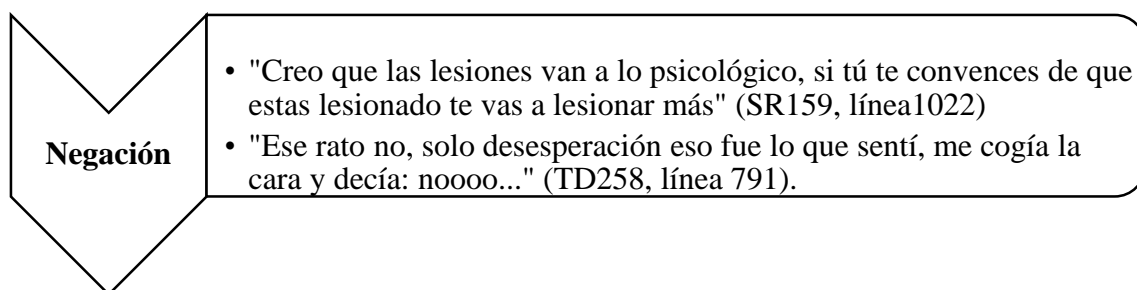 Negación
• "Creo que las lesiones van a lo psicológico, si tú te convences de que
estas lesionado te vas a lesionar más" (SR159, línea1022)
• "Ese rato no, solo desesperación eso fue lo que sentí, me cogía la
cara y decía: noooo..." (TD258, línea 791).